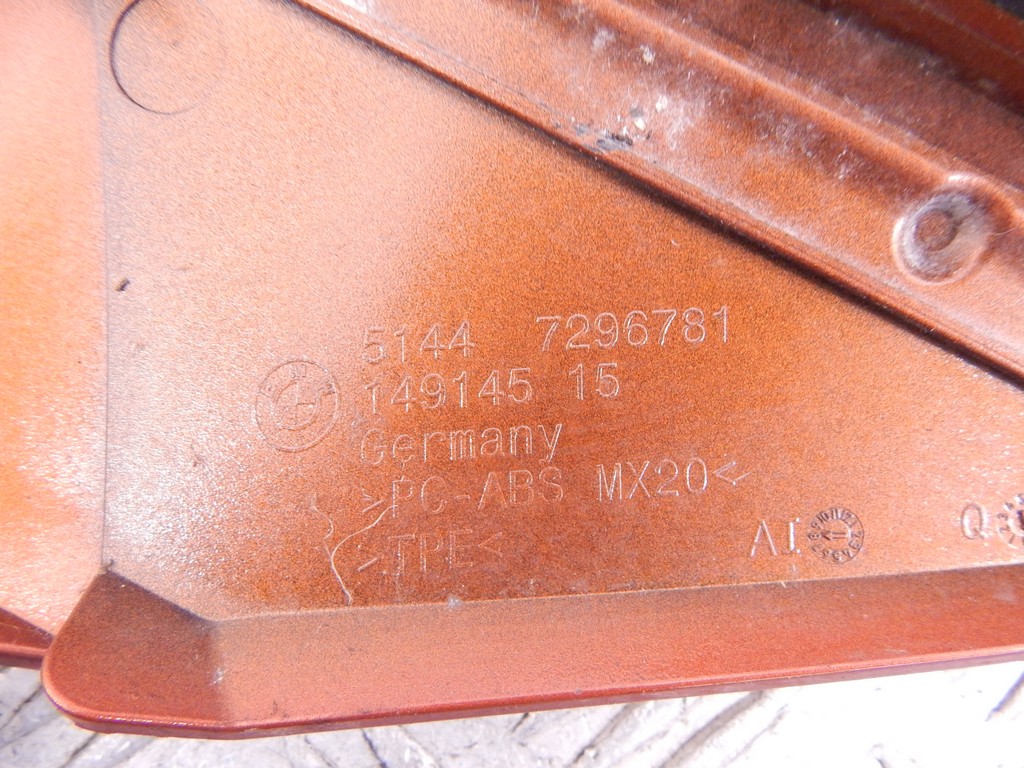 5144 7296781
149145 15
Germany
>PC-ABS MX20<
>TPE<
AI
Q